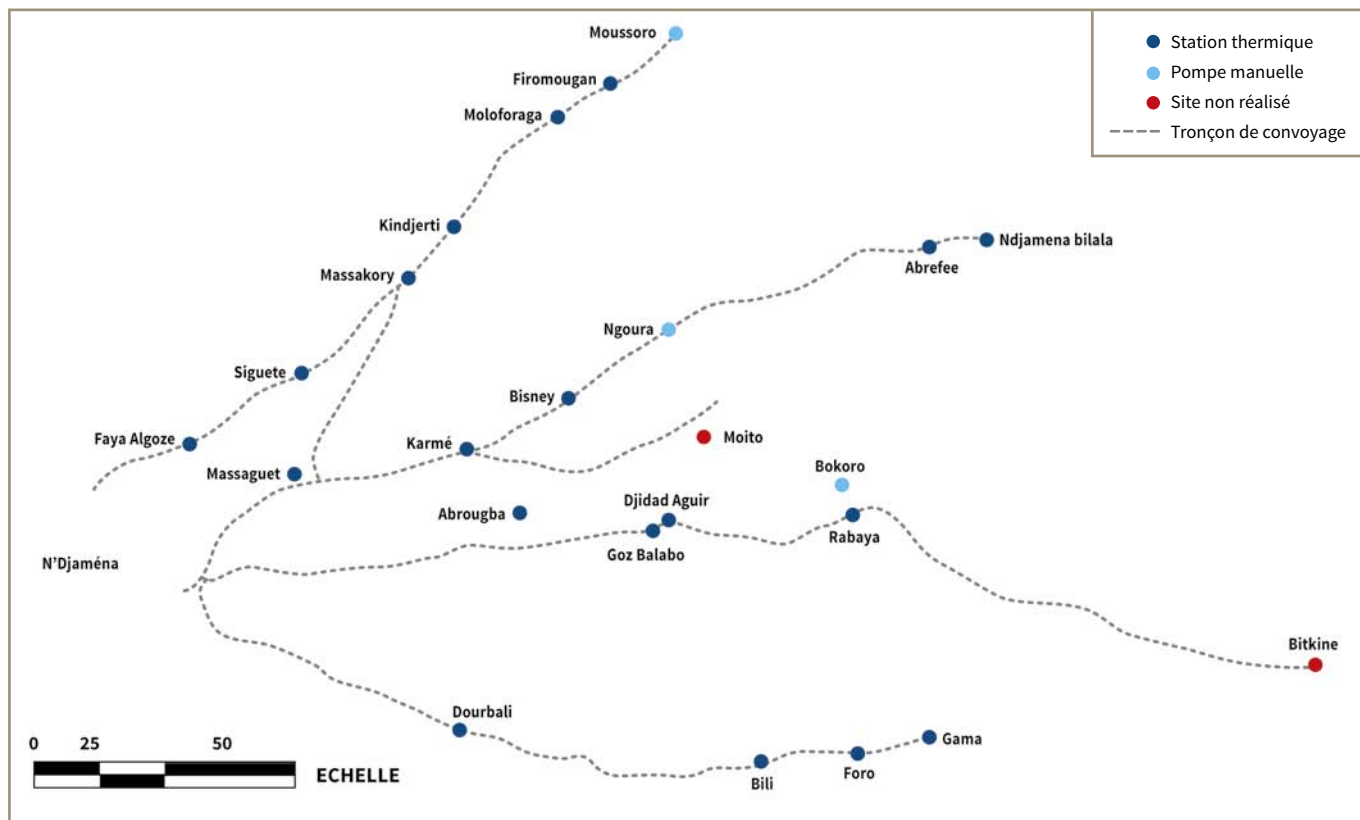 Moussoro
Station thermique
Pompe manuelle
Site non réalisé
Tronçon de convoyage
Firomougan
Moloforaga
Kindjerti
Massakory
Ndjamena bilala
Abrefee
Ngoura
Siguete
Bisney
Faya Algoze
Karmé
Moito
Massaguet
Bokoro
Djidad Aguir
Abrougba
Rabaya
Goz Balabo
N'Djaména
Bitkine
Dourbali
Gama
Foro
Bili
0 25 50
ECHELLE